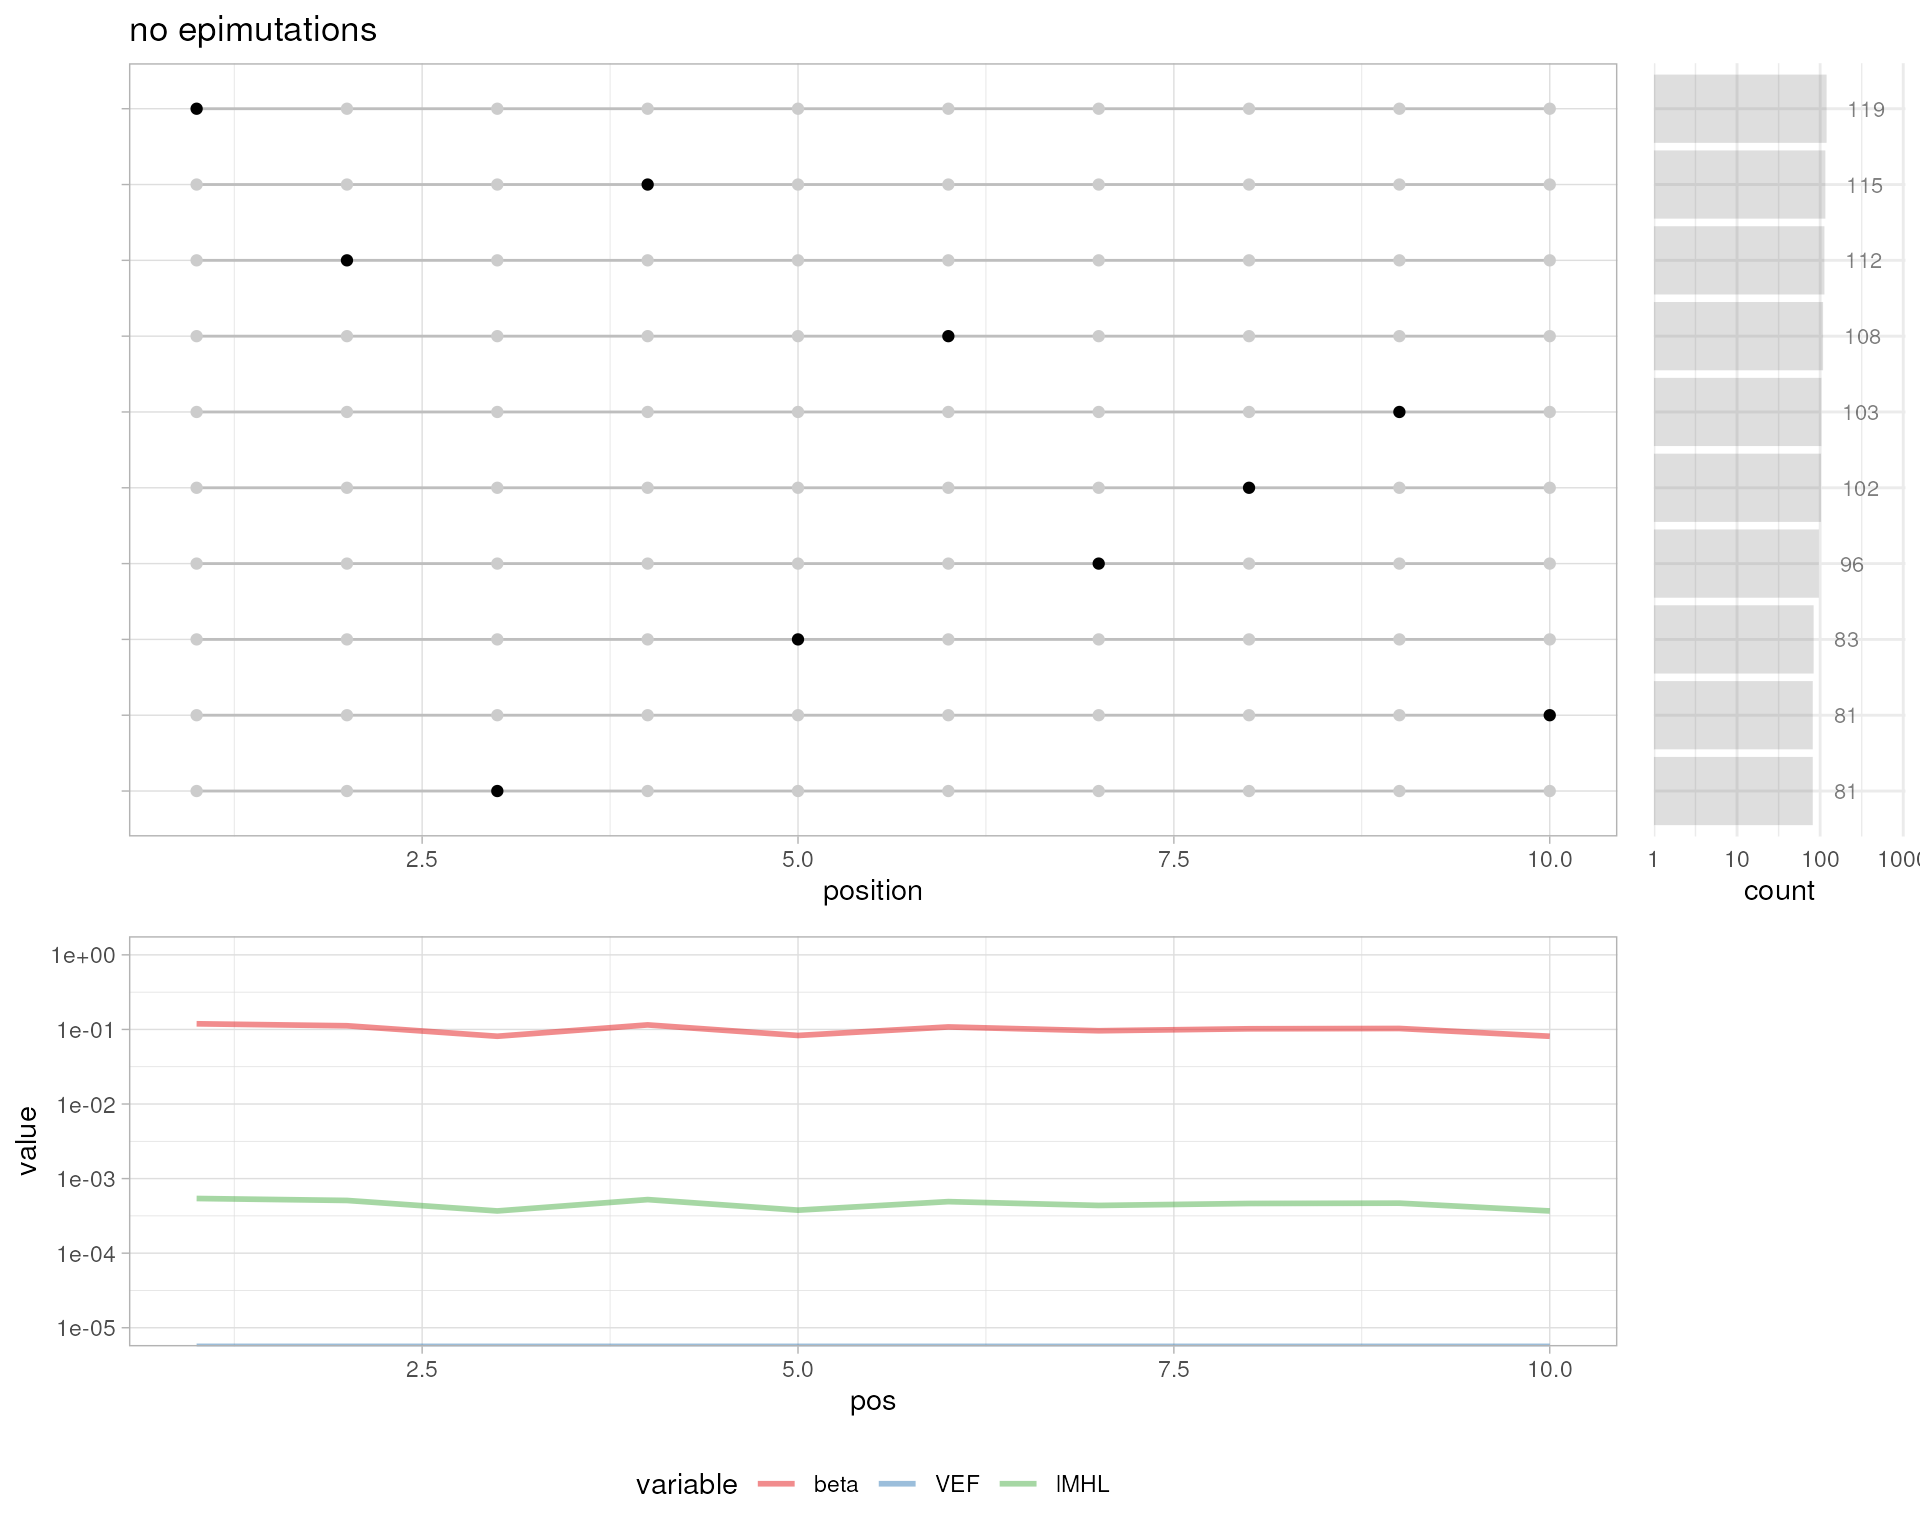 no epimutations
119
115
112
108
103
102
96
83
81
81
2.5 5.0 7.5 10.0
position
1 10 100 1000
count
1e+00
1e-01
1e-02
1e-03
1e-04
1e-05
value
2.5 5.0 7.5 10.0
pos
variable beta VEF lMHL